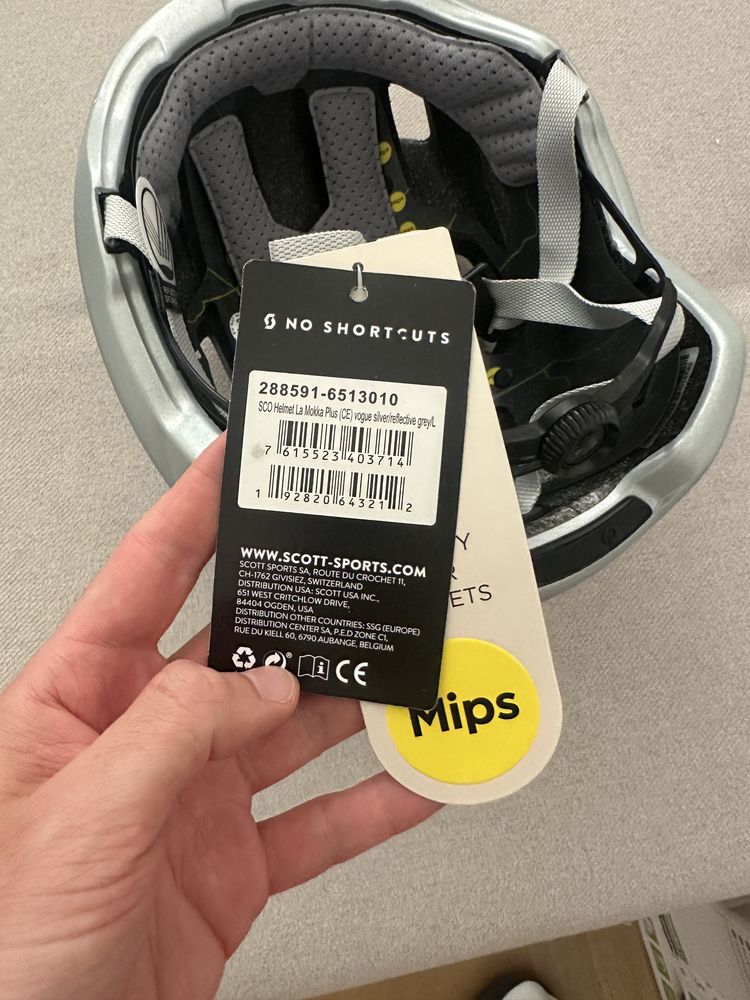 NO SHORTCUTS
288591-6513010
SCO Helmet La Mokka Plus (CE) vogue silver/reflective grey/L
7 615523 403714
1 92820 64321 2
WWW.SCOTT-SPORTS.COM
SCOTT SPORTS SA, ROUTE DU CROCHET 11,
CH-1762 GIVISIEZ, SWITZERLAND
DISTRIBUTION USA: SCOTT USA INC.,
651 WEST CRITCHLOW DRIVE,
84404 OGDEN, USA
DISTRIBUTION OTHER COUNTRIES: SSG (EUROPE)
DISTRIBUTION CENTER SA, P.E.D ZONE C1,
RUE DU KIELL 60, 6790 AUBANGE, BELGIUM
CE
Y
R
ETS
Mips
Mips
Mips